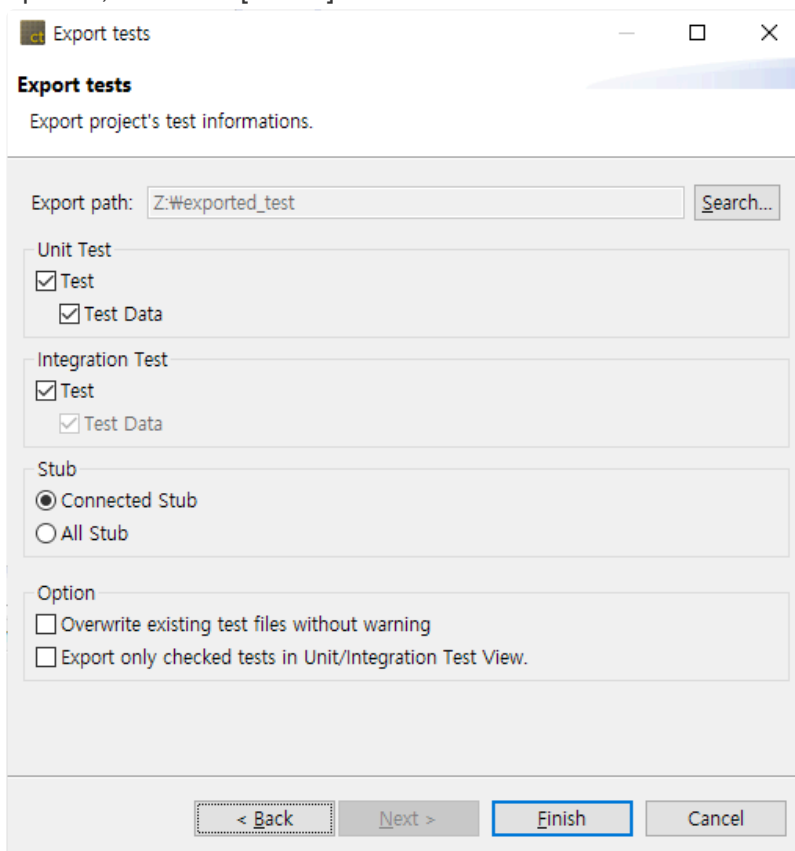 ct Export tests
Export tests
Export project's test informations.
Export path: Z:₩exported_test Search...
Unit Test
Test
Test Data
Integration Test
Test
Test Data
Stub
Connected Stub
All Stub
Option
Overwrite existing test files without warning
Export only checked tests in Unit/Integration Test View.
< Back Next > Finish Cancel